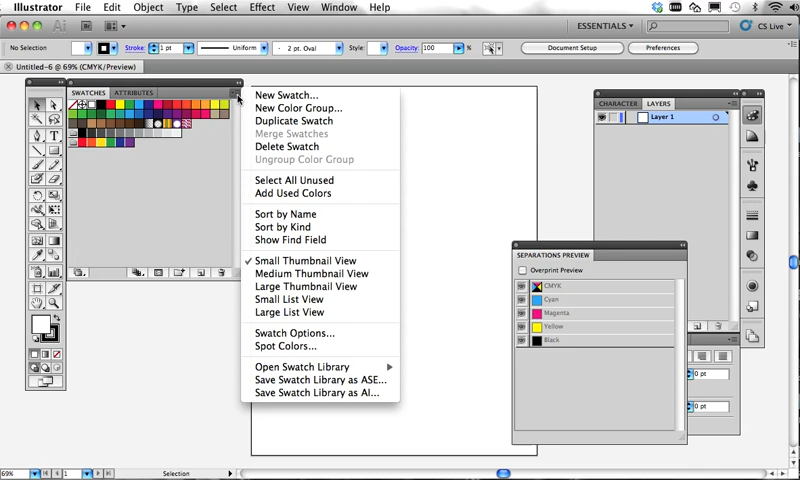 Illustrator File Edit Object Type Select Effect View Window Help
Ai Br ESSENTIALS CS Live
No Selection Stroke: 1 pt Uniform 2 pt. Oval Style: Opacity: 100 % Document Setup Preferences
Untitled-6 @ 69% (CMYK/Preview)
SWATCHES ATTRIBUTES
New Swatch...
New Color Group...
Duplicate Swatch
Merge Swatches
Delete Swatch
Ungroup Color Group
Select All Unused
Add Used Colors
Sort by Name
Sort by Kind
Show Find Field
Small Thumbnail View
Medium Thumbnail View
Large Thumbnail View
Small List View
Large List View
Swatch Options...
Spot Colors...
Open Swatch Library
Save Swatch Library as ASE...
Save Swatch Library as AI...
CHARACTER LAYERS
Layer 1
SEPARATIONS PREVIEW
Overprint Preview
CMYK
Cyan
Magenta
Yellow
Black
0 pt
0 pt
69% 1 Selection